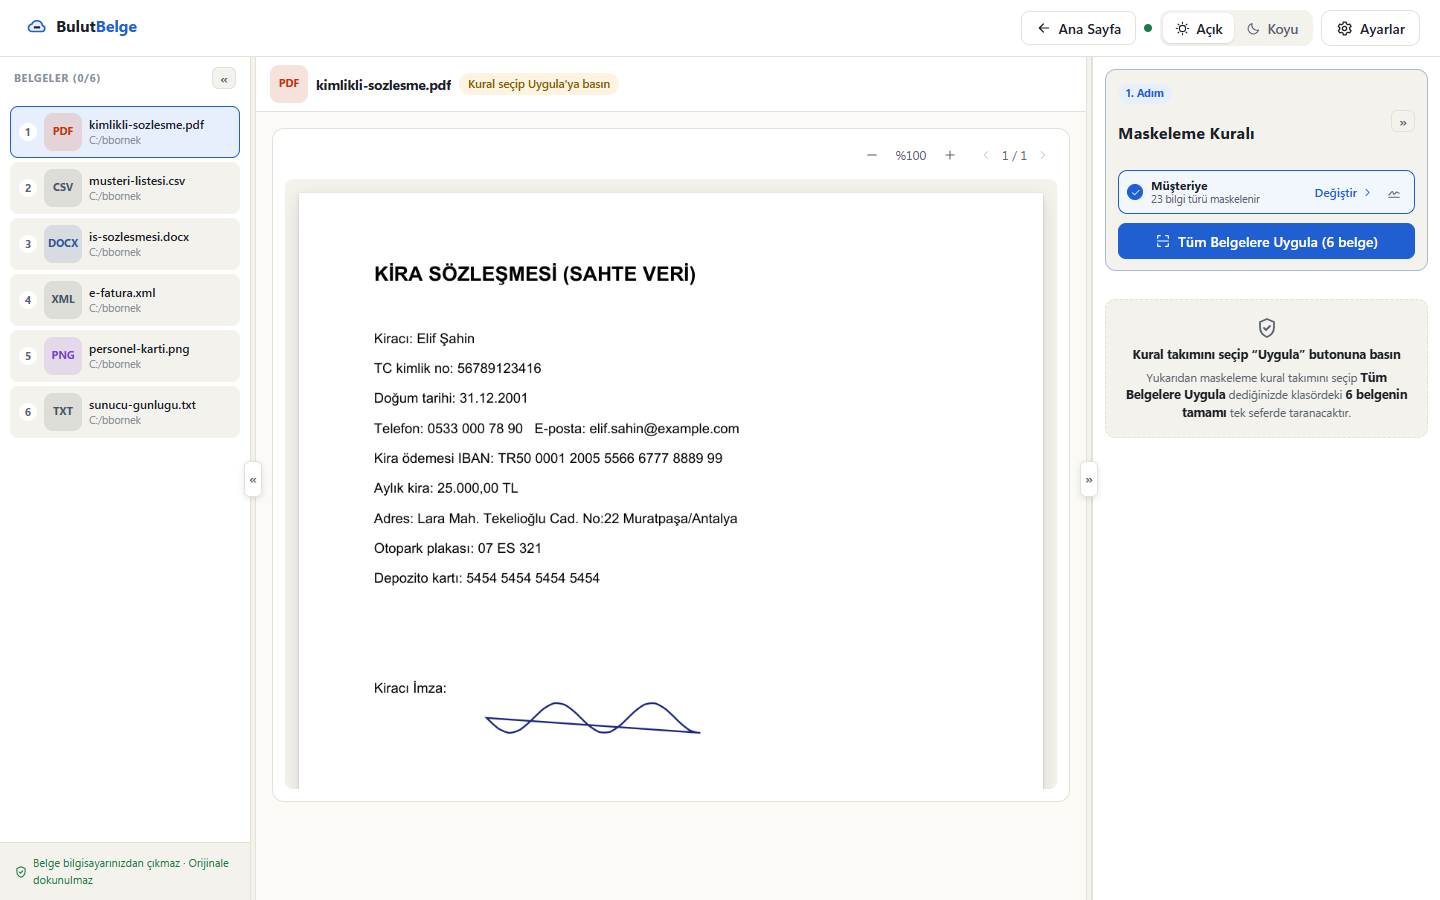 BulutBelge
Ana Sayfa
Açık
Koyu
Ayarlar
BELGELER (0/6)
«
1
PDF
kimlikli-sozlesme.pdf
C:/bbornek
2
CSV
musteri-listesi.csv
C:/bbornek
3
DOCX
is-sozlesmesi.docx
C:/bbornek
4
XML
e-fatura.xml
C:/bbornek
5
PNG
personel-karti.png
C:/bbornek
6
TXT
sunucu-gunlugu.txt
C:/bbornek
Belge bilgisayarınızdan çıkmaz · Orijinale
dokunulmaz
«
PDF
kimlikli-sozlesme.pdf
Kural seçip Uygula'ya basın
− %100 +
‹ 1 / 1 ›
KİRA SÖZLEŞMESİ (SAHTE VERİ)
Kiracı: Elif Şahin
TC kimlik no: 56789123416
Doğum tarihi: 31.12.2001
Telefon: 0533 000 78 90 E-posta: elif.sahin@example.com
Kira ödemesi IBAN: TR50 0001 2005 5566 6777 8889 99
Aylık kira: 25.000,00 TL
Adres: Lara Mah. Tekelioğlu Cad. No:22 Muratpaşa/Antalya
Otopark plakası: 07 ES 321
Depozito kartı: 5454 5454 5454 5454
Kiracı İmza:
»
1. Adım
»
Maskeleme Kuralı
Müşteriye
23 bilgi türü maskelenir
Değiştir ›
Tüm Belgelere Uygula (6 belge)
Kural takımını seçip “Uygula” butonuna basın
Yukarıdan maskeleme kural takımını seçip Tüm
Belgelere Uygula dediğinizde klasördeki 6 belgenin
tamamı tek seferde taranacaktır.